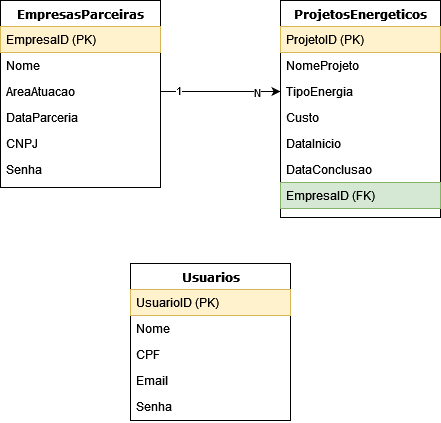 EmpresasParceiras
EmpresaID (PK)
Nome
AreaAtuacao
DataParceria
CNPJ
Senha
1
N
ProjetosEnergeticos
ProjetoID (PK)
NomeProjeto
TipoEnergia
Custo
DataInicio
DataConclusao
EmpresaID (FK)
Usuarios
UsuarioID (PK)
Nome
CPF
Email
Senha